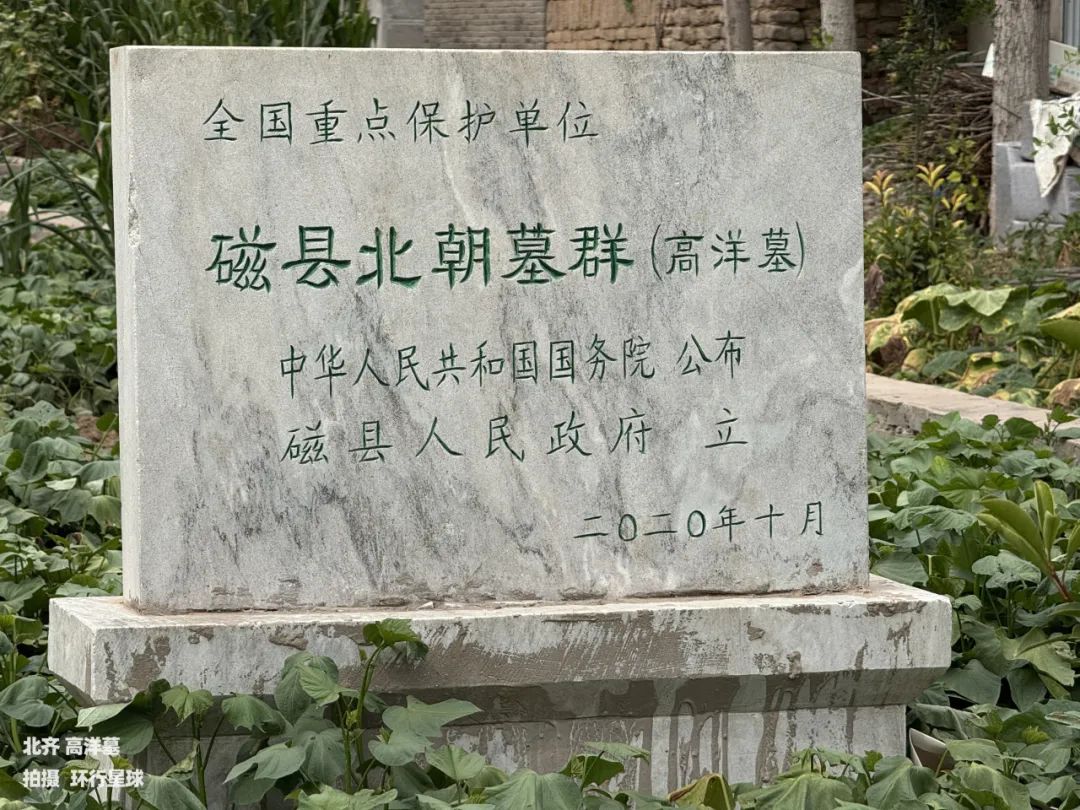 全国重点保护单位
磁县北朝墓群(高洋墓)
中华人民共和国国务院 公布
磁县人民政府 立
二〇二〇年十月
北齐 高洋墓
拍摄 环行星球